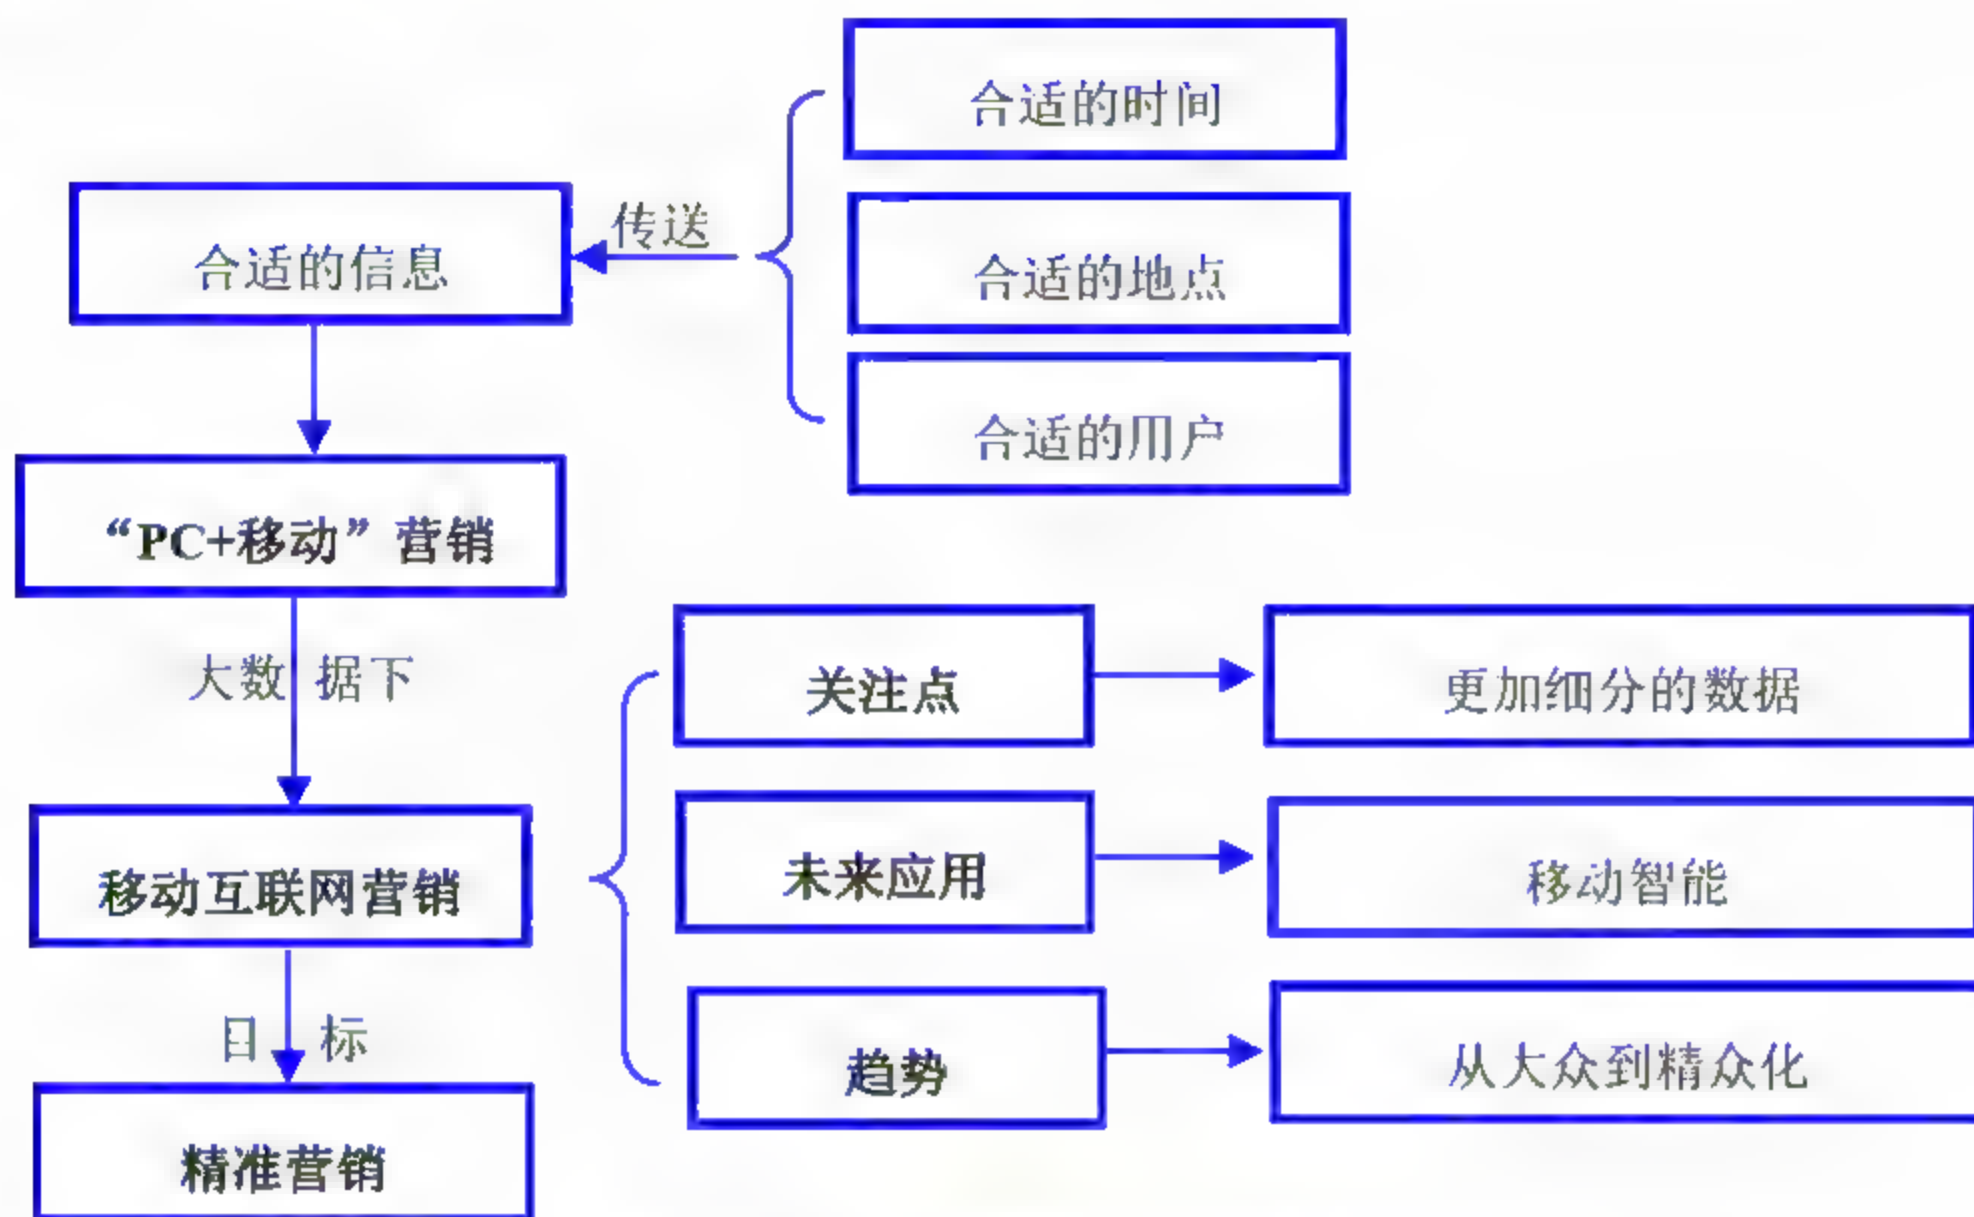 合适的时间
传送
合适的信息
合适的地点
合适的用户
“PC+移动”营销
大数据下
关注点
更加细分的数据
移动互联网营销
未来应用
移动智能
目标
趋势
从大众到精众化
精准营销